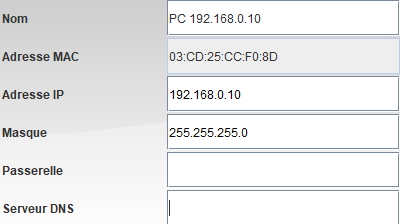 Nom PC 192.168.0.10
Adresse MAC 03:CD:25:CC:F0:8D
Adresse IP 192.168.0.10
Masque 255.255.255.0
Passerelle
Serveur DNS